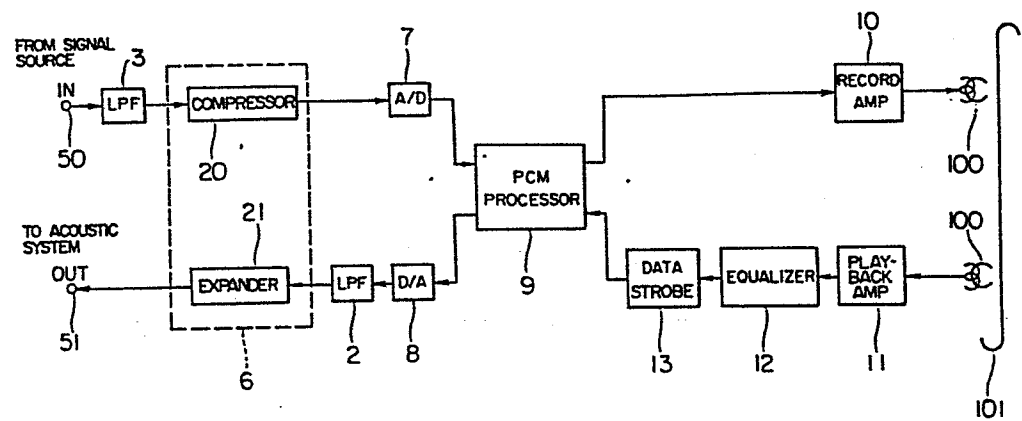 FROM SIGNAL
SOURCE
IN
50
3
LPF
COMPRESSOR
20
7
A/D
PCM
PROCESSOR
9
10
RECORD
AMP
100
TO ACOUSTIC
SYSTEM
OUT
51
21
EXPANDER
6
LPF
2
D/A
8
DATA
STROBE
13
EQUALIZER
12
PLAY-
BACK
AMP
11
100
101